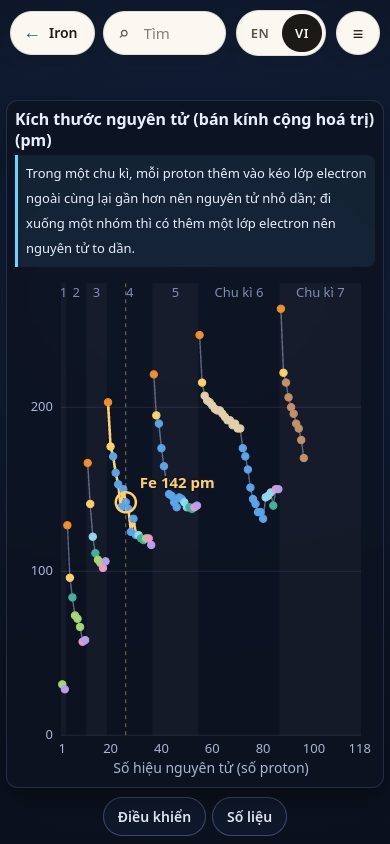 ← Iron
Tìm
EN VI
Kích thước nguyên tử (bán kính cộng hoá trị)
(pm)
Trong một chu kì, mỗi proton thêm vào kéo lớp electron
ngoài cùng lại gần hơn nên nguyên tử nhỏ dần; đi
xuống một nhóm thì có thêm một lớp electron nên
nguyên tử to dần.
1 2 3 4 5 Chu kì 6 Chu kì 7
200
Fe 142 pm
100
0
1 20 40 60 80 100 118
Số hiệu nguyên tử (số proton)
Điều khiển Số liệu